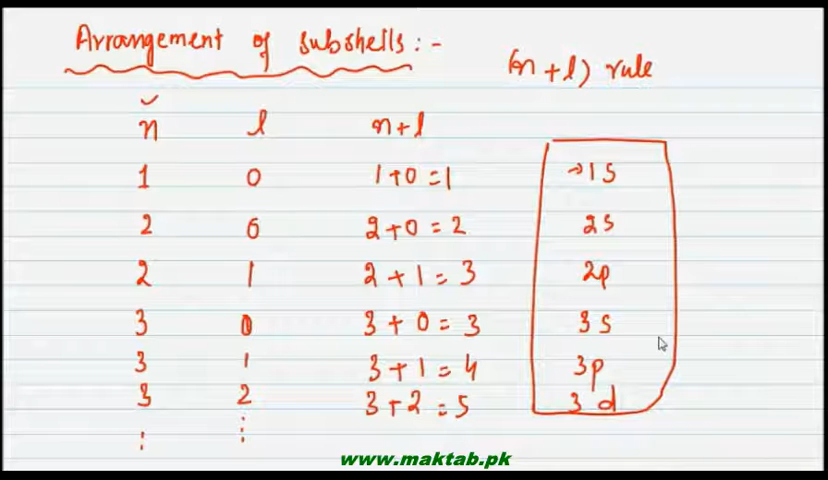 Arrangement of subshells:-
(n+l) rule
n l n+l
1 0 1+0=1 →1s
2 0 2+0=2 2s
2 1 2+1=3 2p
3 0 3+0=3 3s
3 1 3+1=4 3p
3 2 3+2=5 3d
⋮ ⋮
www.maktab.pk